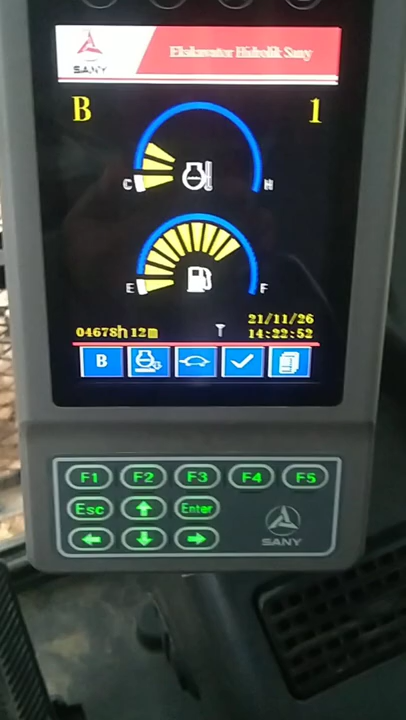 SANY
Ekskavator Hidrolik Sany
B 1
C H
E F
21/11/26
04678h 12m 14:22:52
B
F1 F2 F3 F4 F5
Esc Enter
SANY